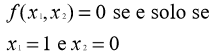 f(x₁,x₂) = 0 se e solo se
x₁ = 1 e x₂ = 0